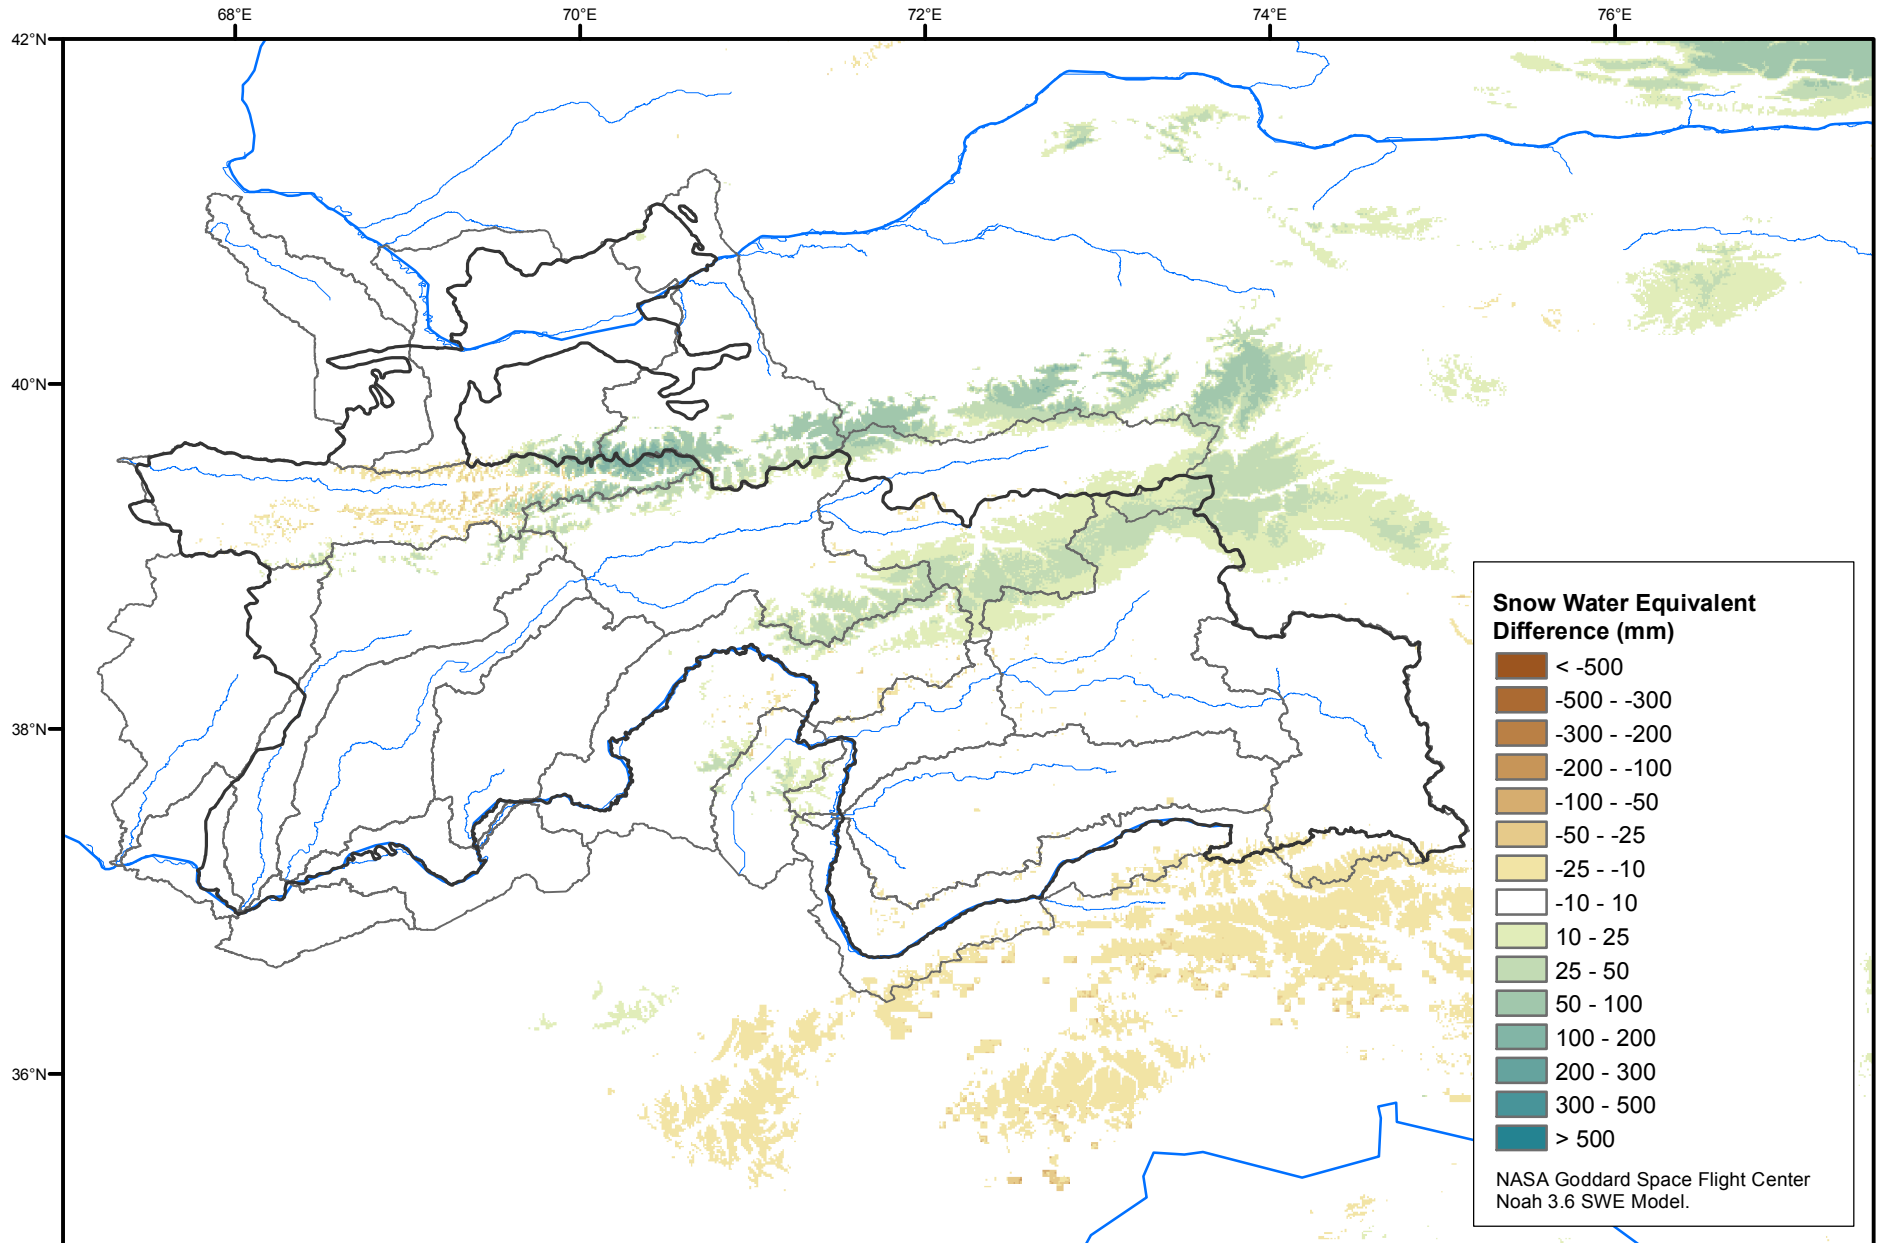 68°E
70°E
72°E
74°E
76°E
42°N
40°N
38°N
36°N
Snow Water Equivalent
Difference (mm)
< -500
-500 - -300
-300 - -200
-200 - -100
-100 - -50
-50 - -25
-25 - -10
-10 - 10
10 - 25
25 - 50
50 - 100
100 - 200
200 - 300
300 - 500
> 500
NASA Goddard Space Flight Center
Noah 3.6 SWE Model.